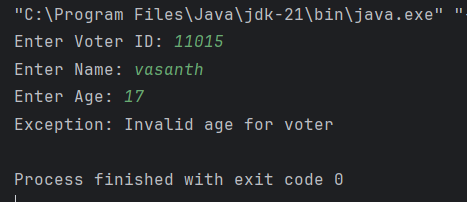 "C:\Program Files\Java\jdk-21\bin\java.exe" "
Enter Voter ID: 11015
Enter Name: vasanth
Enter Age: 17
Exception: Invalid age for voter
Process finished with exit code 0